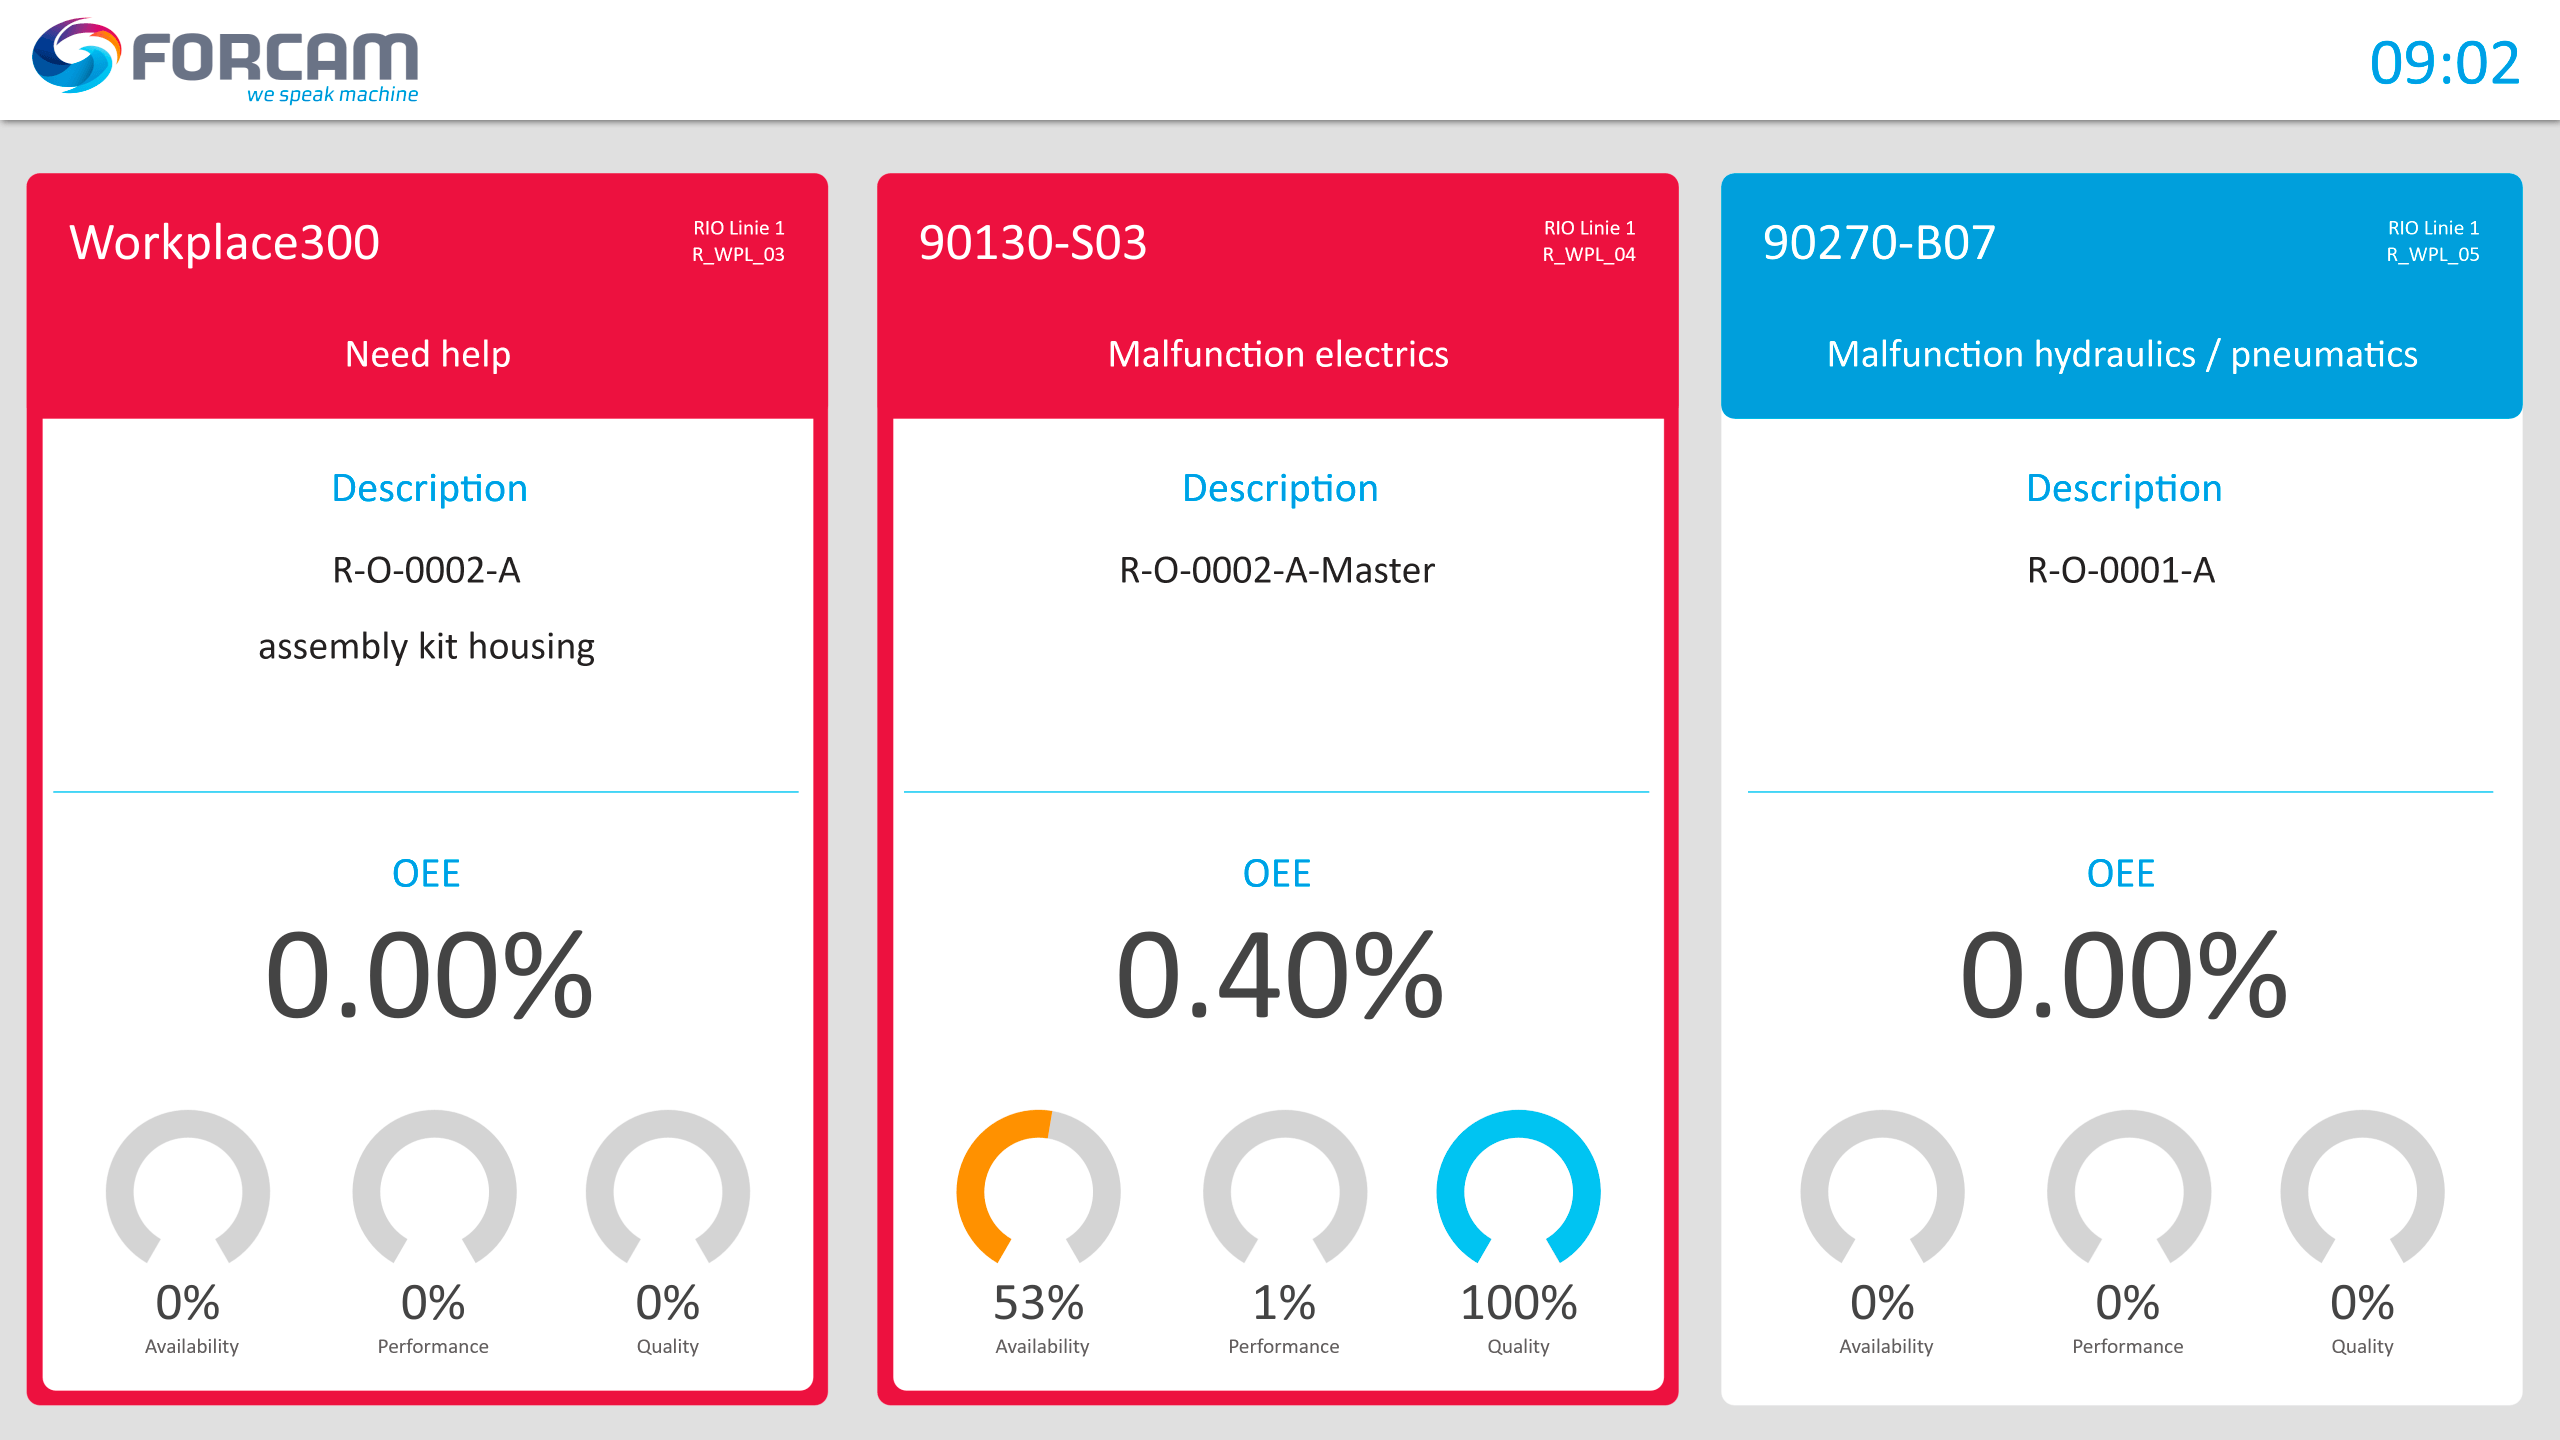 FORCAM
we speak machine
09:02
Workplace300
RIO Linie 1
R_WPL_03
Need help
Description
R-O-0002-A
assembly kit housing
OEE
0.00%
0%
0%
0%
Availability
Performance
Quality
90130-S03
RIO Linie 1
R_WPL_04
Malfunction electrics
Description
R-O-0002-A-Master
OEE
0.40%
53%
1%
100%
Availability
Performance
Quality
90270-B07
RIO Linie 1
R_WPL_05
Malfunction hydraulics / pneumatics
Description
R-O-0001-A
OEE
0.00%
0%
0%
0%
Availability
Performance
Quality